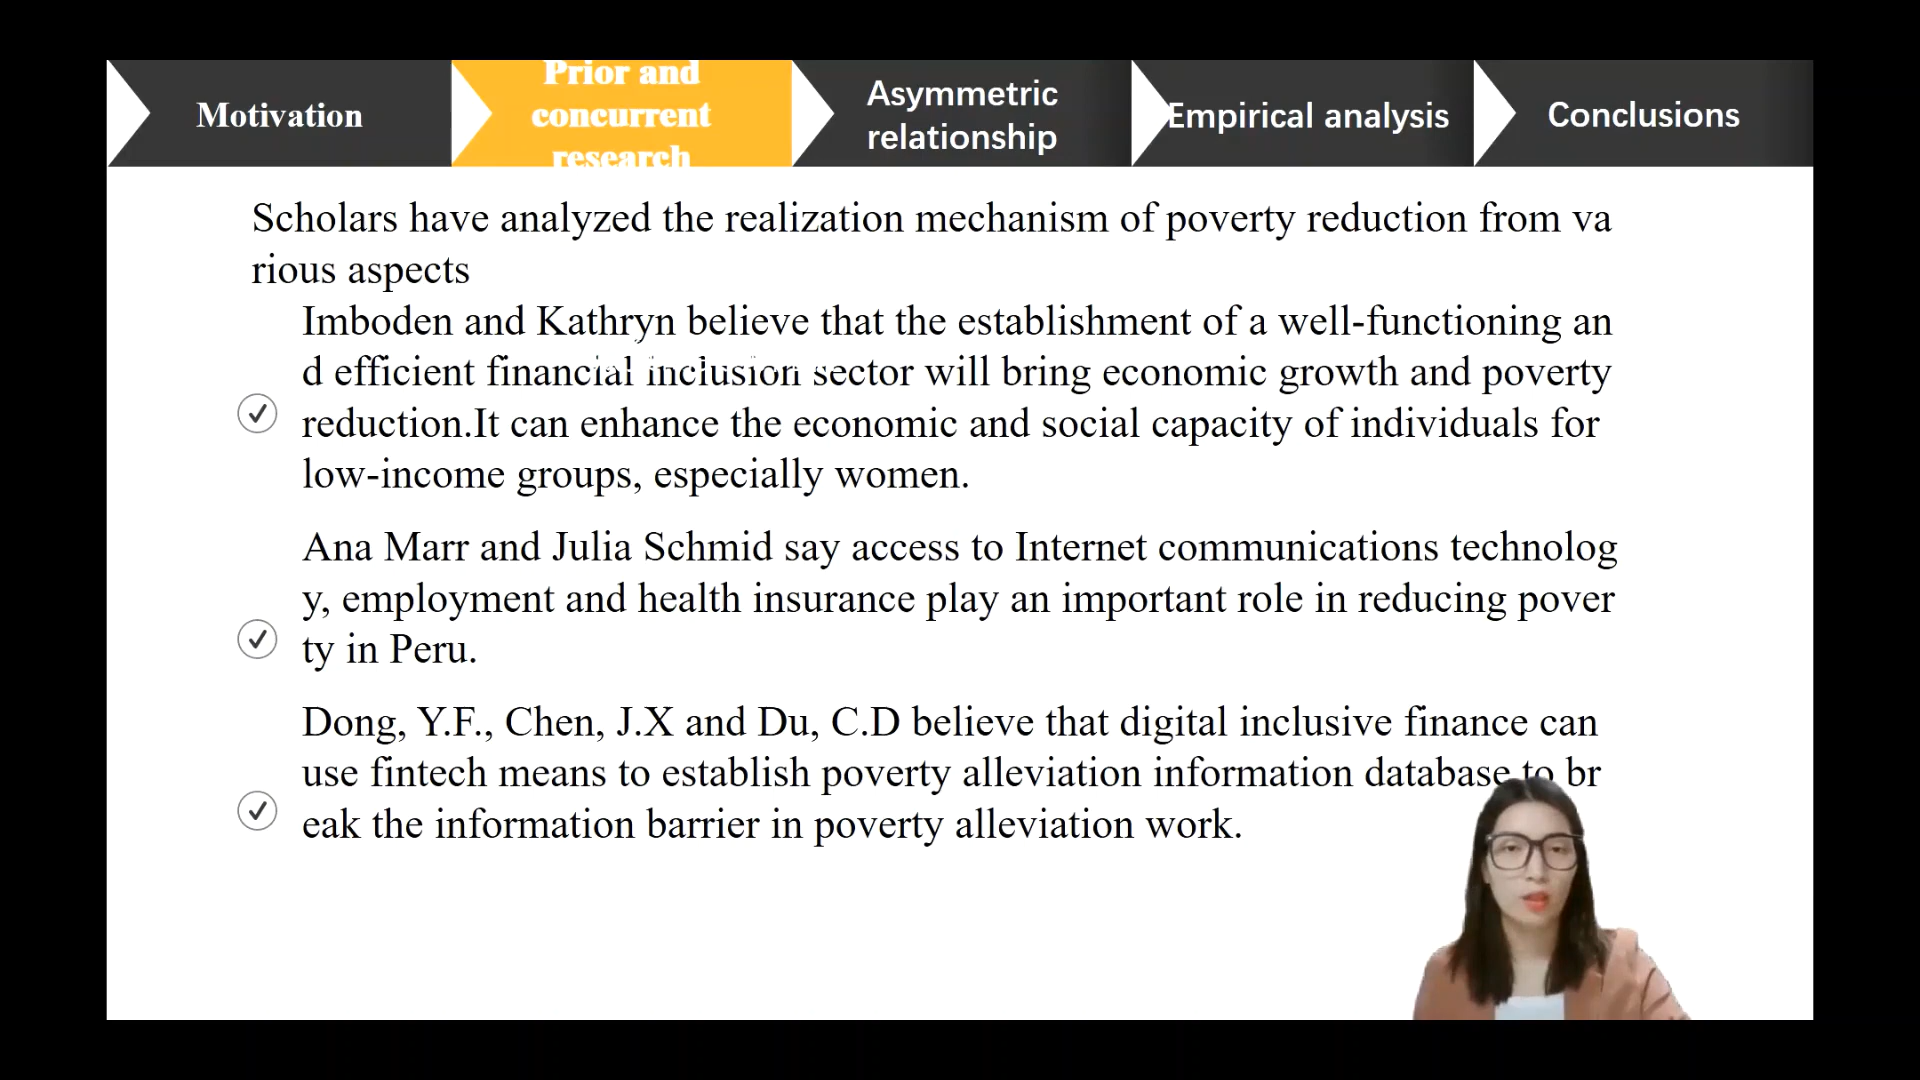 Motivation
Prior and
concurrent
research
Asymmetric
relationship
Empirical analysis
Conclusions
Scholars have analyzed the realization mechanism of poverty reduction from va
rious aspects
Imboden and Kathryn believe that the establishment of a well-functioning an
d efficient financial inclusion sector will bring economic growth and poverty
reduction.It can enhance the economic and social capacity of individuals for
low-income groups, especially women.
Ana Marr and Julia Schmid say access to Internet communications technolog
y, employment and health insurance play an important role in reducing pover
ty in Peru.
Dong, Y.F., Chen, J.X and Du, C.D believe that digital inclusive finance can
use fintech means to establish poverty alleviation information database to br
eak the information barrier in poverty alleviation work.